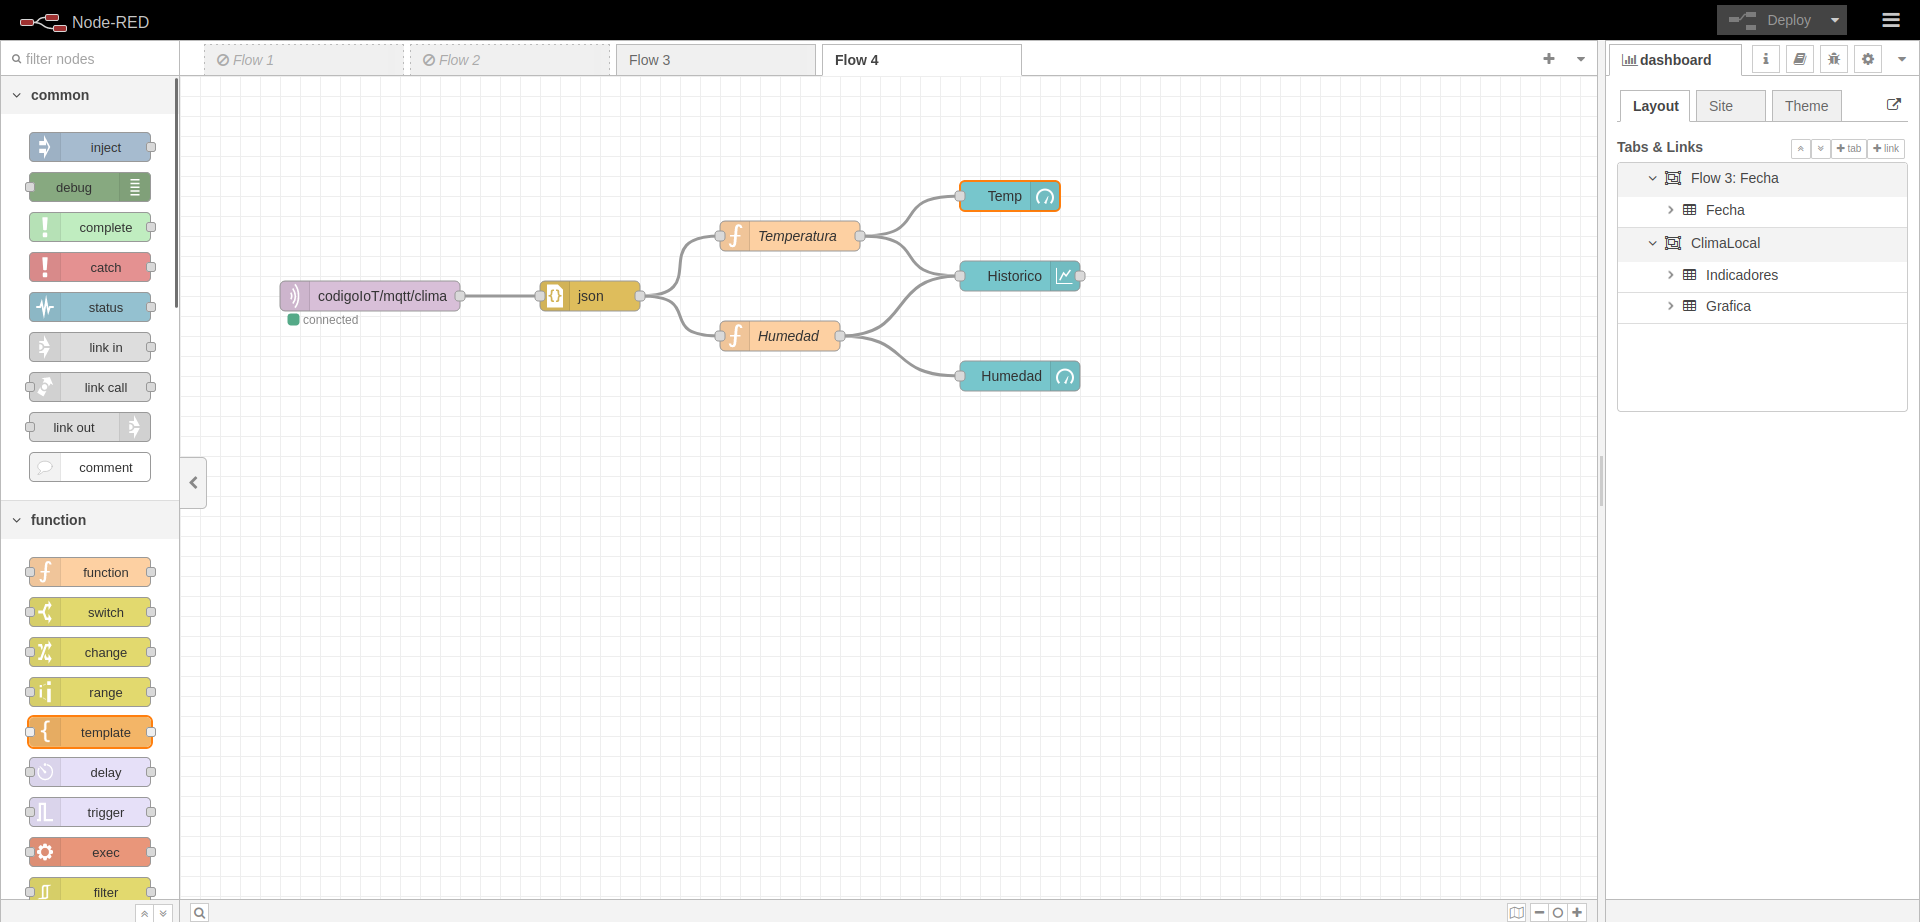 Node-RED
Deploy
filter nodes
Flow 1
Flow 2
Flow 3
Flow 4
dashboard
common
inject
debug
complete
catch
status
link in
link call
link out
comment
function
function
switch
change
range
template
delay
trigger
exec
filter
codigoIoT/mqtt/clima
connected
json
Temperatura
Humedad
Temp
Historico
Humedad
Layout
Site
Theme
Tabs & Links
tab
link
Flow 3: Fecha
Fecha
ClimaLocal
Indicadores
Grafica